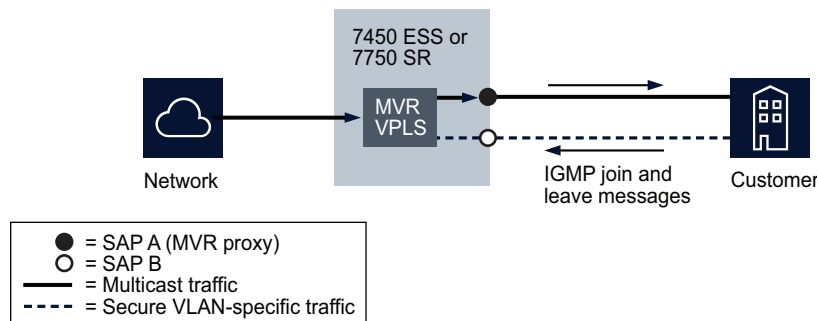 7450 ESS or
7750 SR
MVR
VPLS
Network
IGMP join and
leave messages
Customer
= SAP A (MVR proxy)
= SAP B
= Multicast traffic
= Secure VLAN-specific traffic